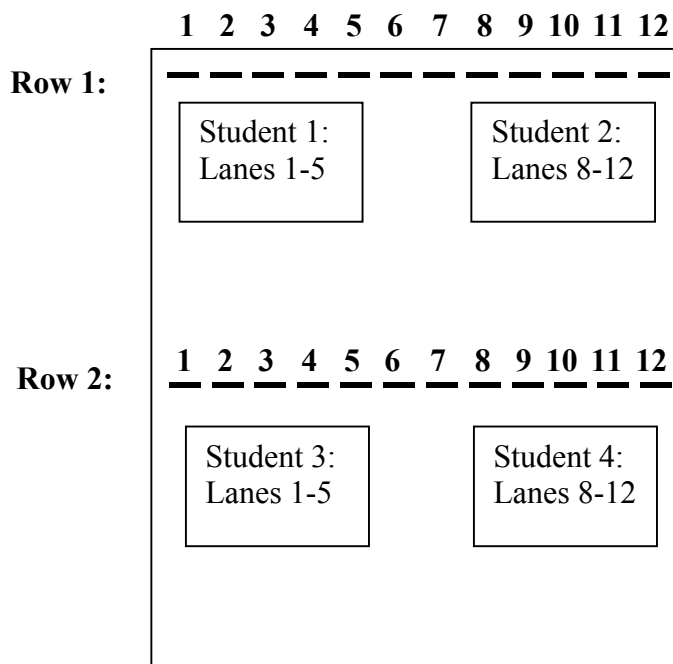 1 2 3 4 5 6 7 8 9 10 11 12
Row 1:
Student 1:
Lanes 1-5
Student 2:
Lanes 8-12
1 2 3 4 5 6 7 8 9 10 11 12
Row 2:
Student 3:
Lanes 1-5
Student 4:
Lanes 8-12